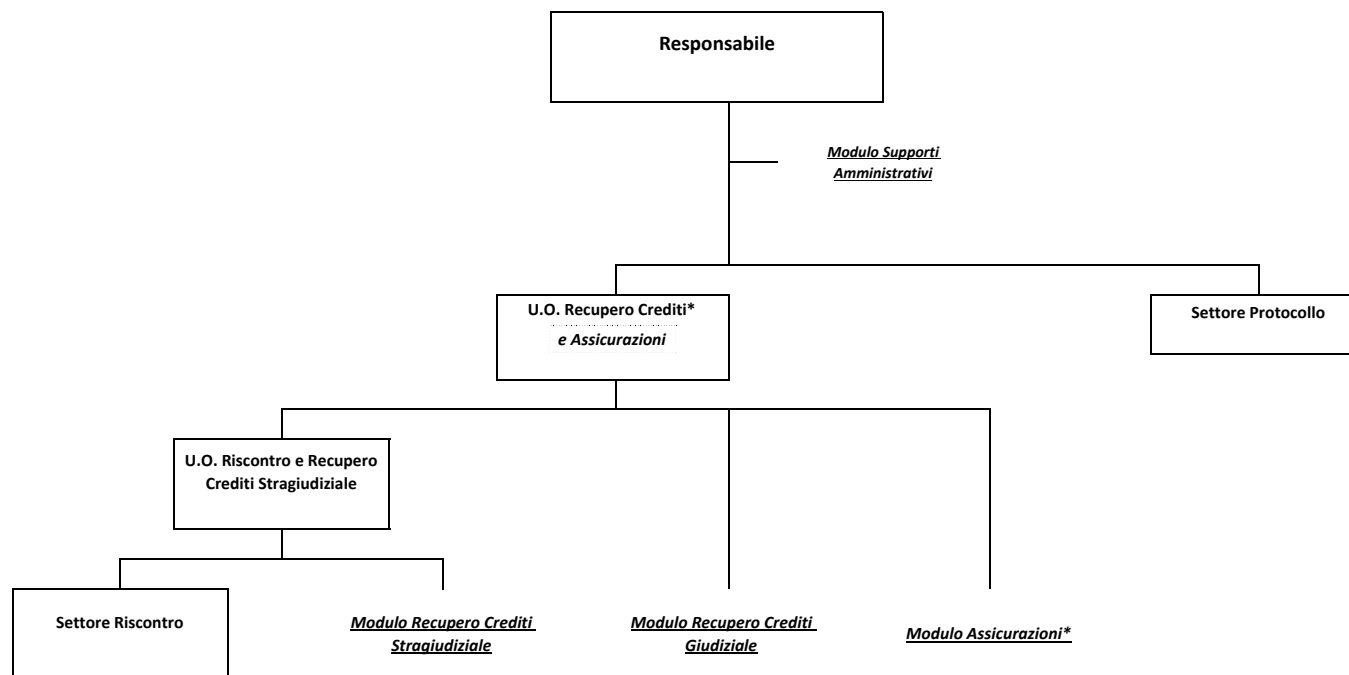 Responsabile
Modulo Supporti
Amministrativi
U.O. Recupero Crediti*
e Assicurazioni
Settore Protocollo
U.O. Riscontro e Recupero
Crediti Stragiudiziale
Settore Riscontro
Modulo Recupero Crediti
Stragiudiziale
Modulo Recupero Crediti
Giudiziale
Modulo Assicurazioni*